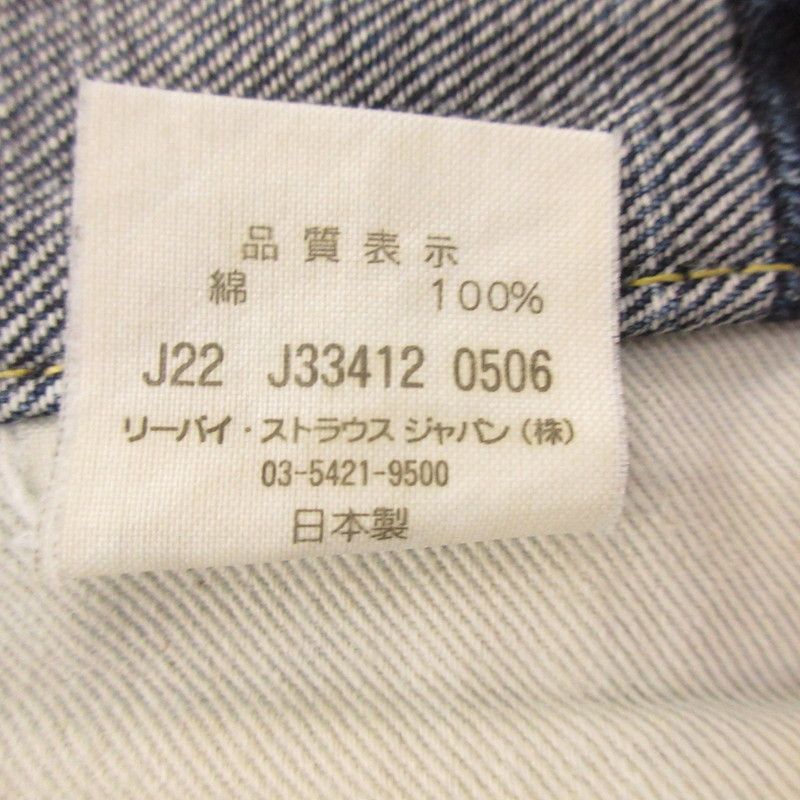 品質表示
綿 100%
J22 J33412 0506
リーバイ・ストラウス ジャパン(株)
03-5421-9500
日本製